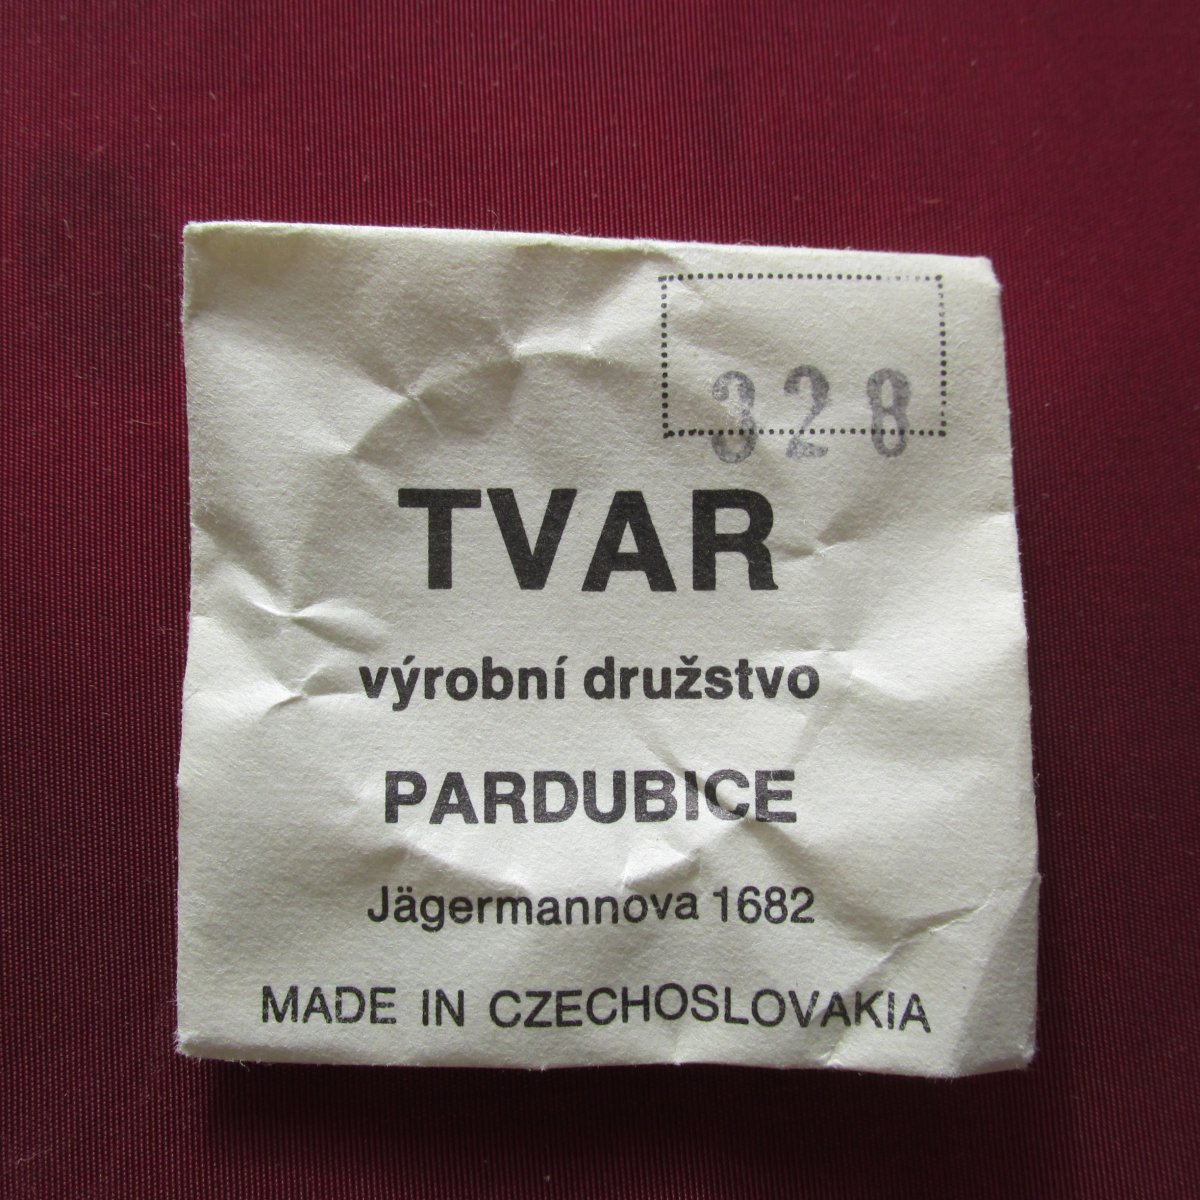 328
TVAR
výrobní družstvo
PARDUBICE
Jägermannova 1682
MADE IN CZECHOSLOVAKIA